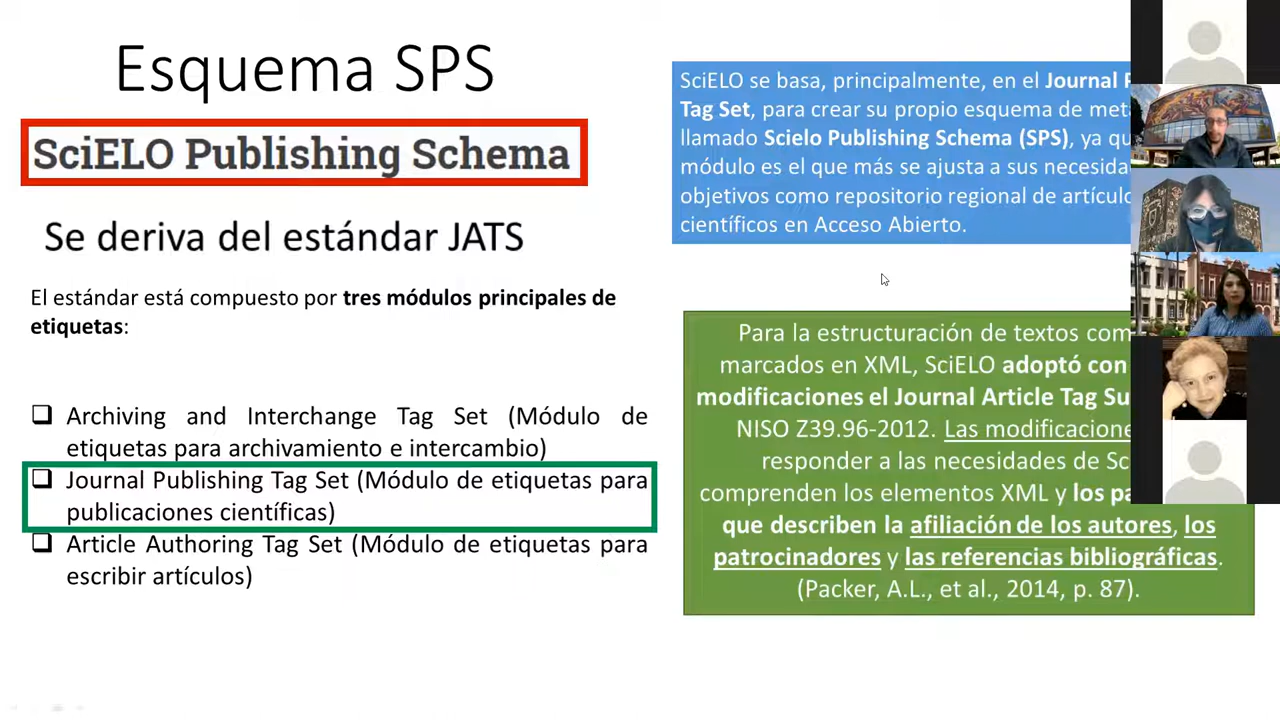 Esquema SPS
SciELO Publishing Schema
Se deriva del estándar JATS
El estándar está compuesto por tres módulos principales de
etiquetas:
❑ Archiving and Interchange Tag Set (Módulo de
etiquetas para archivamiento e intercambio)
❑ Journal Publishing Tag Set (Módulo de etiquetas para
publicaciones científicas)
❑ Article Authoring Tag Set (Módulo de etiquetas para
escribir artículos)
SciELO se basa, principalmente, en el Journal
Tag Set, para crear su propio esquema de
llamado Scielo Publishing Schema (SPS), ya
módulo es el que más se ajusta a sus
objetivos como repositorio regional de
científicos en Acceso Abierto.
Para la estructuración de textos
marcados en XML, SciELO adoptó con
modificaciones el Journal Article Tag
NISO Z39.96-2012. Las
responder a las necesidades de
comprenden los elementos XML y los
que describen la afiliación de los autores, los
patrocinadores y las referencias bibliográficas.
(Packer, A.L., et al., 2014, p. 87).